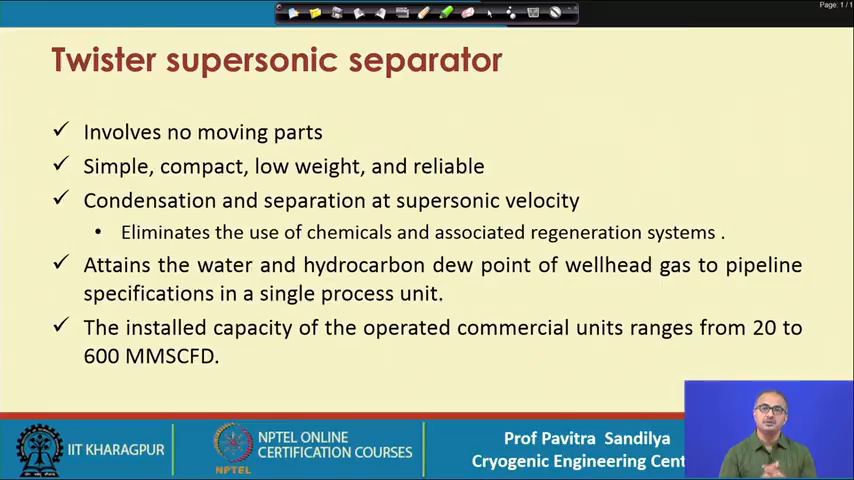 Page: 1 / 1
Twister supersonic separator
✓ Involves no moving parts
✓ Simple, compact, low weight, and reliable
✓ Condensation and separation at supersonic velocity
• Eliminates the use of chemicals and associated regeneration systems .
✓ Attains the water and hydrocarbon dew point of wellhead gas to pipeline
specifications in a single process unit.
✓ The installed capacity of the operated commercial units ranges from 20 to
600 MMSCFD.
IIT KHARAGPUR
NPTEL
NPTEL ONLINE
CERTIFICATION COURSES
Prof Pavitra Sandilya
Cryogenic Engineering Cent